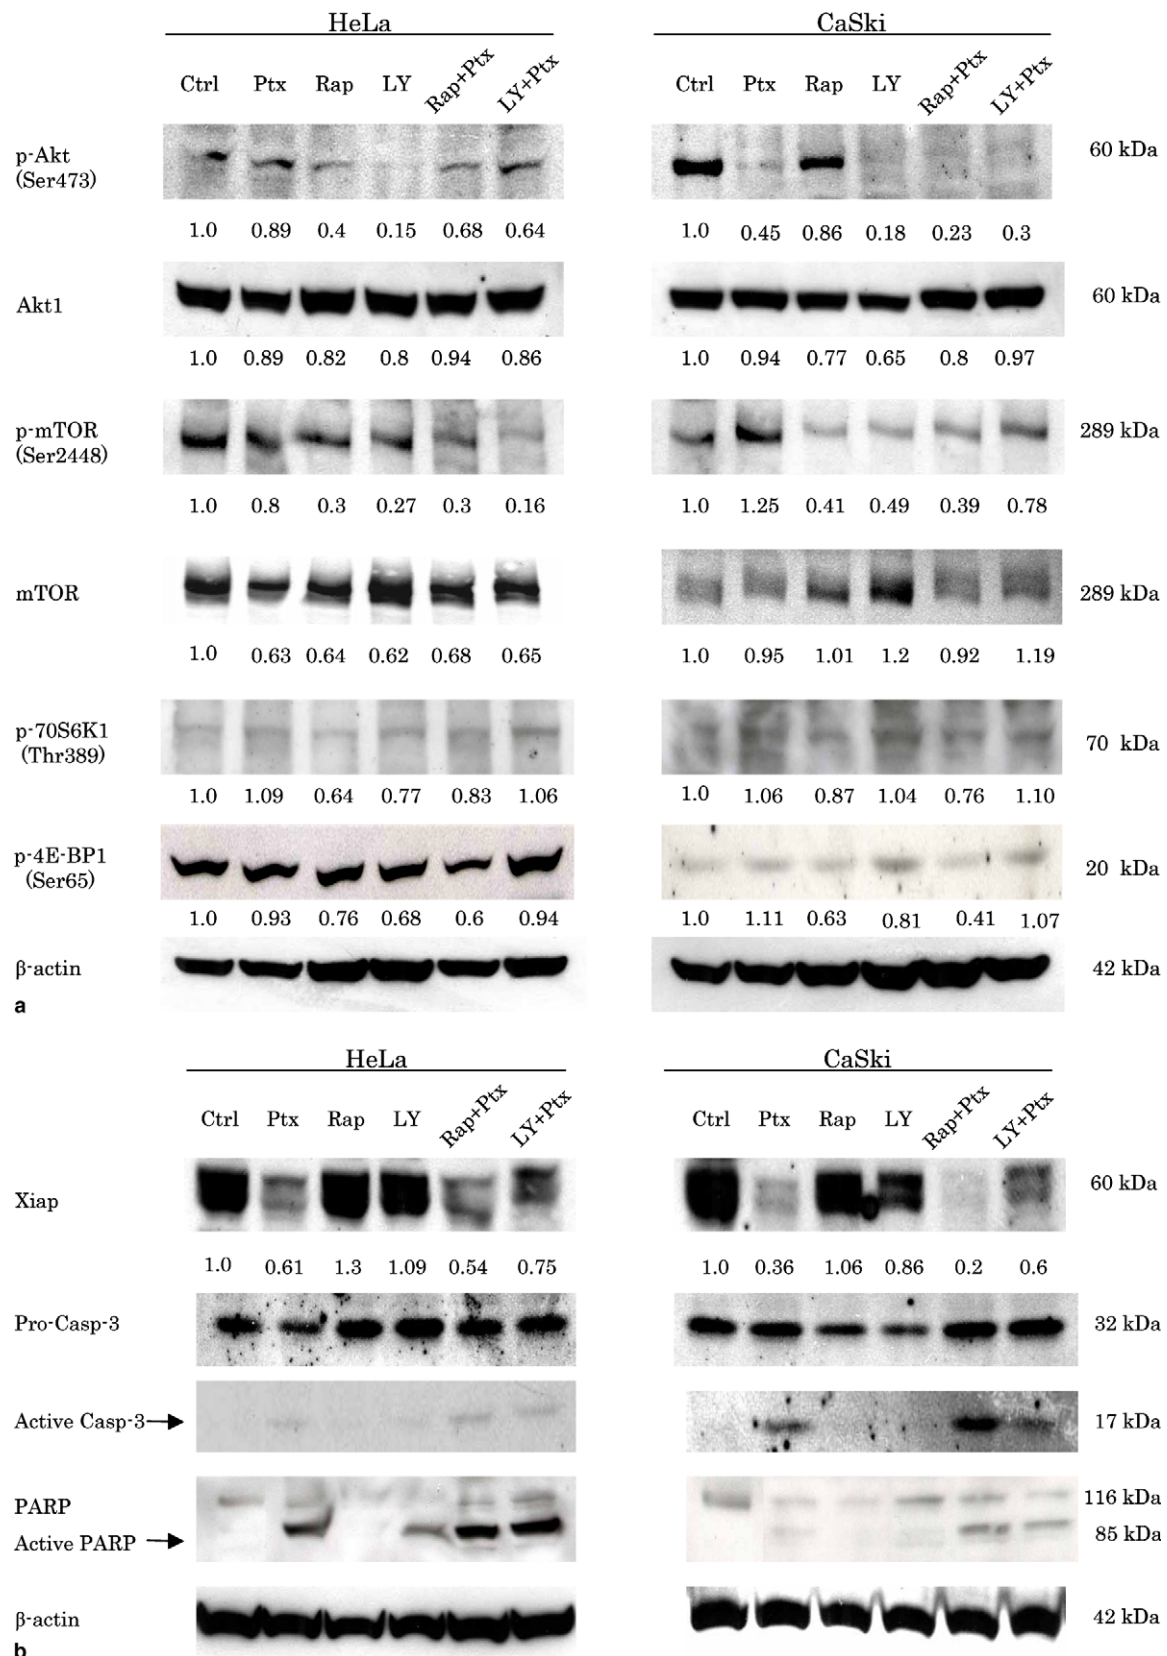 HeLa CaSki
Ctrl Ptx Rap LY Rap+Ptx LY+Ptx Ctrl Ptx Rap LY Rap+Ptx LY+Ptx
p-Akt
(Ser473)
60 kDa
1.0 0.89 0.4 0.15 0.68 0.64 1.0 0.45 0.86 0.18 0.23 0.3
Akt1 60 kDa
1.0 0.89 0.82 0.8 0.94 0.86 1.0 0.94 0.77 0.65 0.8 0.97
p-mTOR
(Ser2448)
289 kDa
1.0 0.8 0.3 0.27 0.3 0.16 1.0 1.25 0.41 0.49 0.39 0.78
mTOR 289 kDa
1.0 0.63 0.64 0.62 0.68 0.65 1.0 0.95 1.01 1.2 0.92 1.19
p-70S6K1
(Thr389)
70 kDa
1.0 1.09 0.64 0.77 0.83 1.06 1.0 1.06 0.87 1.04 0.76 1.10
p-4E-BP1
(Ser65)
20 kDa
1.0 0.93 0.76 0.68 0.6 0.94 1.0 1.11 0.63 0.81 0.41 1.07
β-actin 42 kDa
a
HeLa CaSki
Ctrl Ptx Rap LY Rap+Ptx LY+Ptx Ctrl Ptx Rap LY Rap+Ptx LY+Ptx
Xiap 60 kDa
1.0 0.61 1.3 1.09 0.54 0.75 1.0 0.36 1.06 0.86 0.2 0.6
Pro-Casp-3 32 kDa
Active Casp-3 17 kDa
PARP 116 kDa
Active PARP 85 kDa
β-actin 42 kDa
b